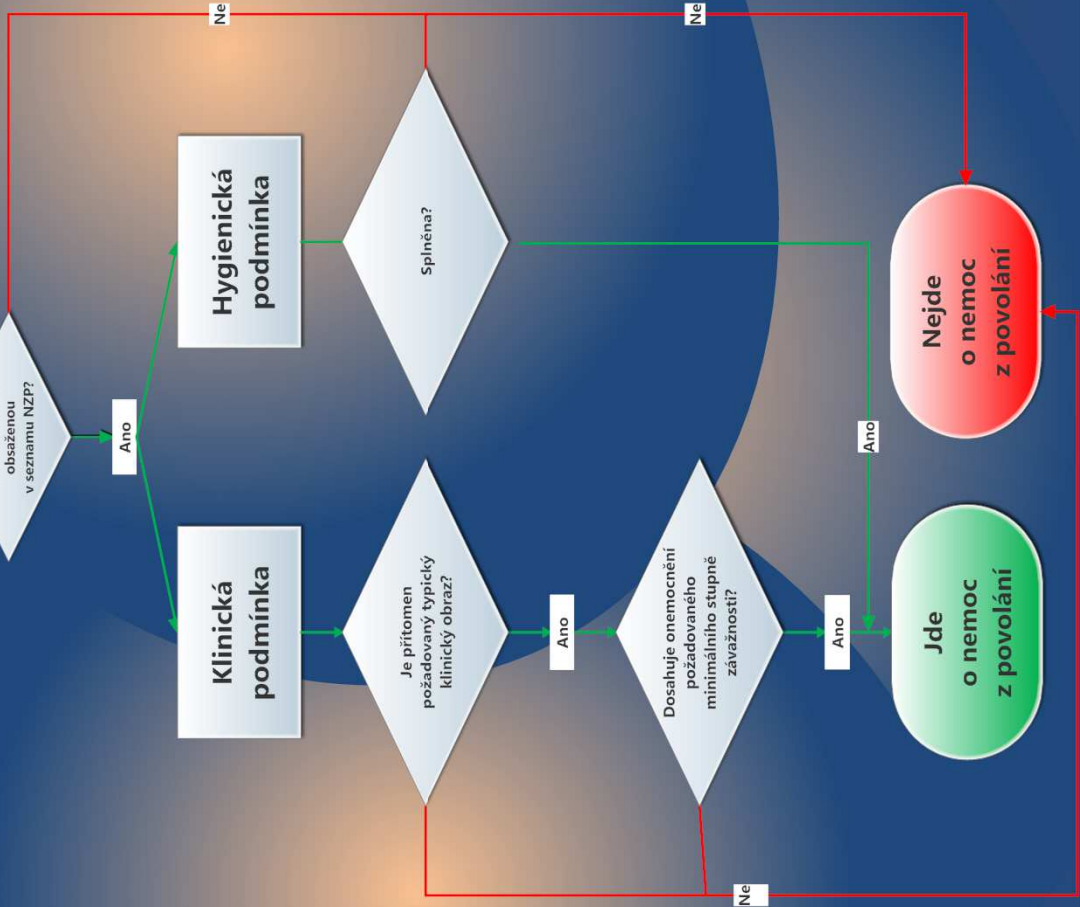 obsaženou
v seznamu NZP?
Ano
Klinická
podmínka
Hygienická
podmínka
Je přítomen
požadovaný typický
klinický obraz?
Splněna?
Ano
Dosahuje onemocnění
požadovaného
minimálního stupně
závažnosti?
Ano
Ano
Ne
Ne
Ne
Jde
o nemoc
z povolání
Nejde
o nemoc
z povolání